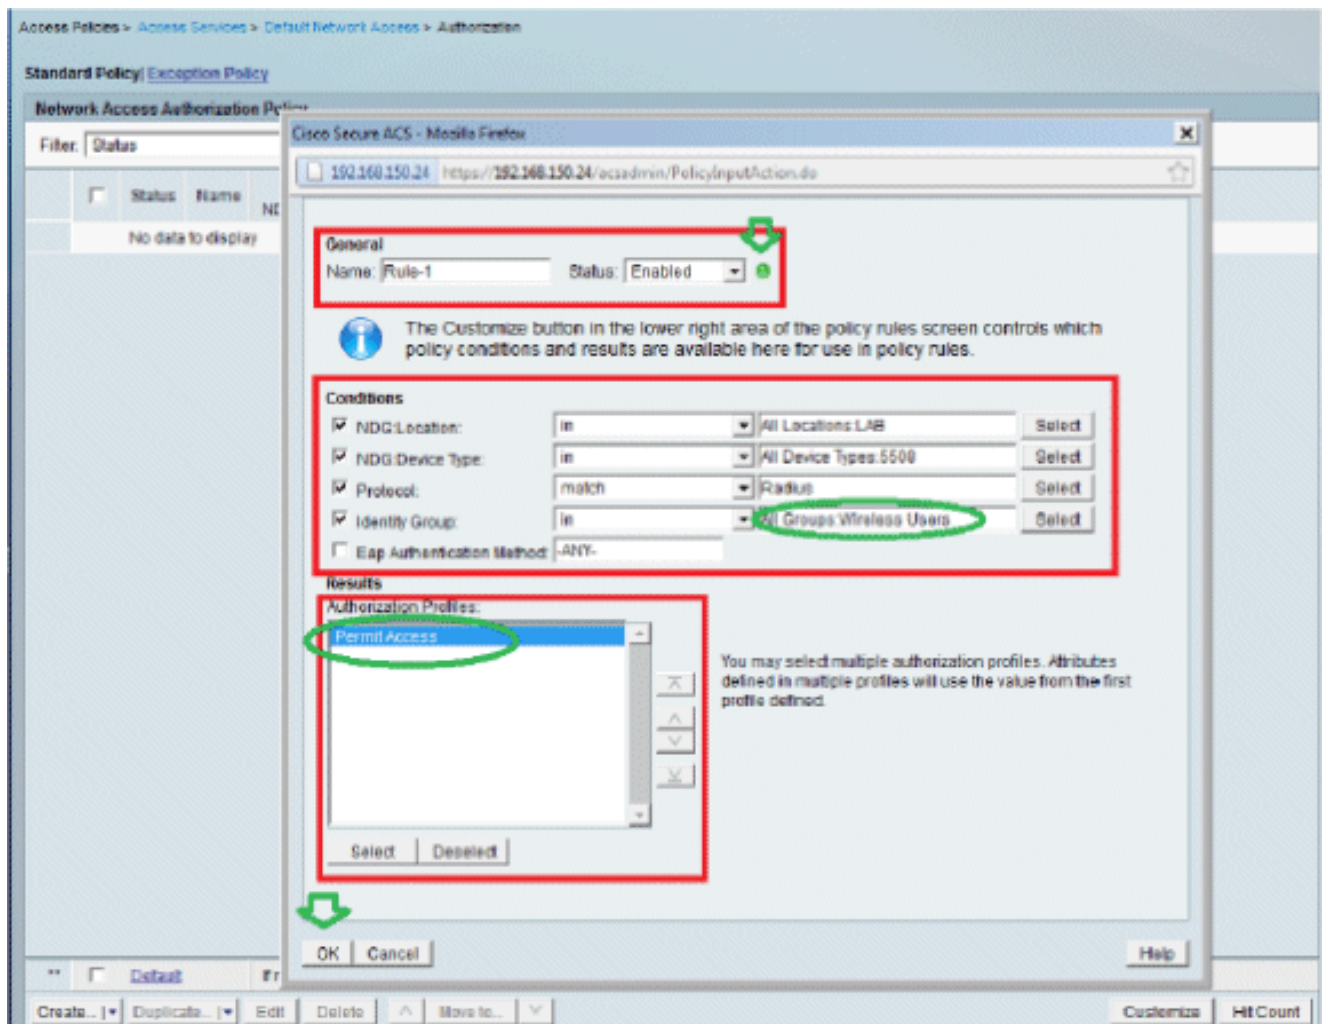 Access Policies > Access Services > Default Network Access > Authorization
Standard Policy| Exception Policy
Network Access Authorization Policy
Filter: Status
Cisco Secure ACS - Mozilla Firefox
192.168.150.24 https://192.168.150.24/acsadmin/PolicyInputAction.do
Status Name
No data to display
General
Name: Rule-1 Status: Enabled
The Customize button in the lower right area of the policy rules screen controls which
policy conditions and results are available here for use in policy rules.
Conditions
NDG:Location: in All Locations:LAB Select
NDG:Device Type: in All Device Types:5508 Select
Protocol: match Radius Select
Identity Group: in All Groups:Wireless Users Select
Eap Authentication Method: -ANY-
Results
Authorization Profiles:
Permit Access
You may select multiple authorization profiles. Attributes
defined in multiple profiles will use the value from the first
profile defined.
Select Deselect
OK Cancel Help
** Default If
Create... Duplicate... Edit Delete Move to... Customize Hit Count